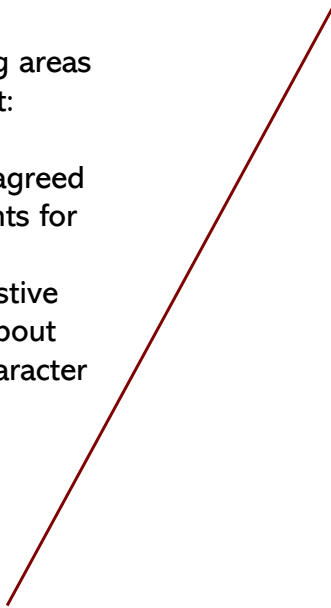 g areas
t:
agreed
nts for
stive
bout
aracter